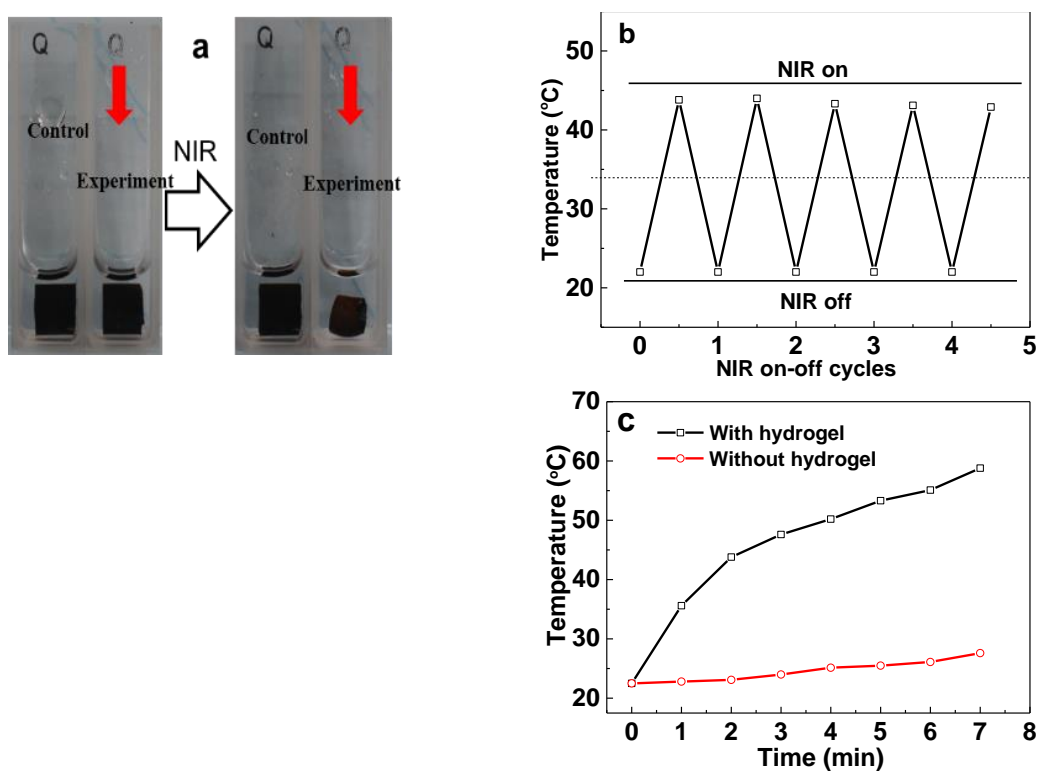 Q
Q
a
Q
Q
Control
Experiment
NIR
Control
Experiment
b
Temperature (°C)
50
40
30
20
NIR on
NIR off
0 1 2 3 4 5
NIR on-off cycles
c
With hydrogel
Without hydrogel
Temperature (°C)
70
60
50
40
30
20
0 1 2 3 4 5 6 7 8
Time (min)